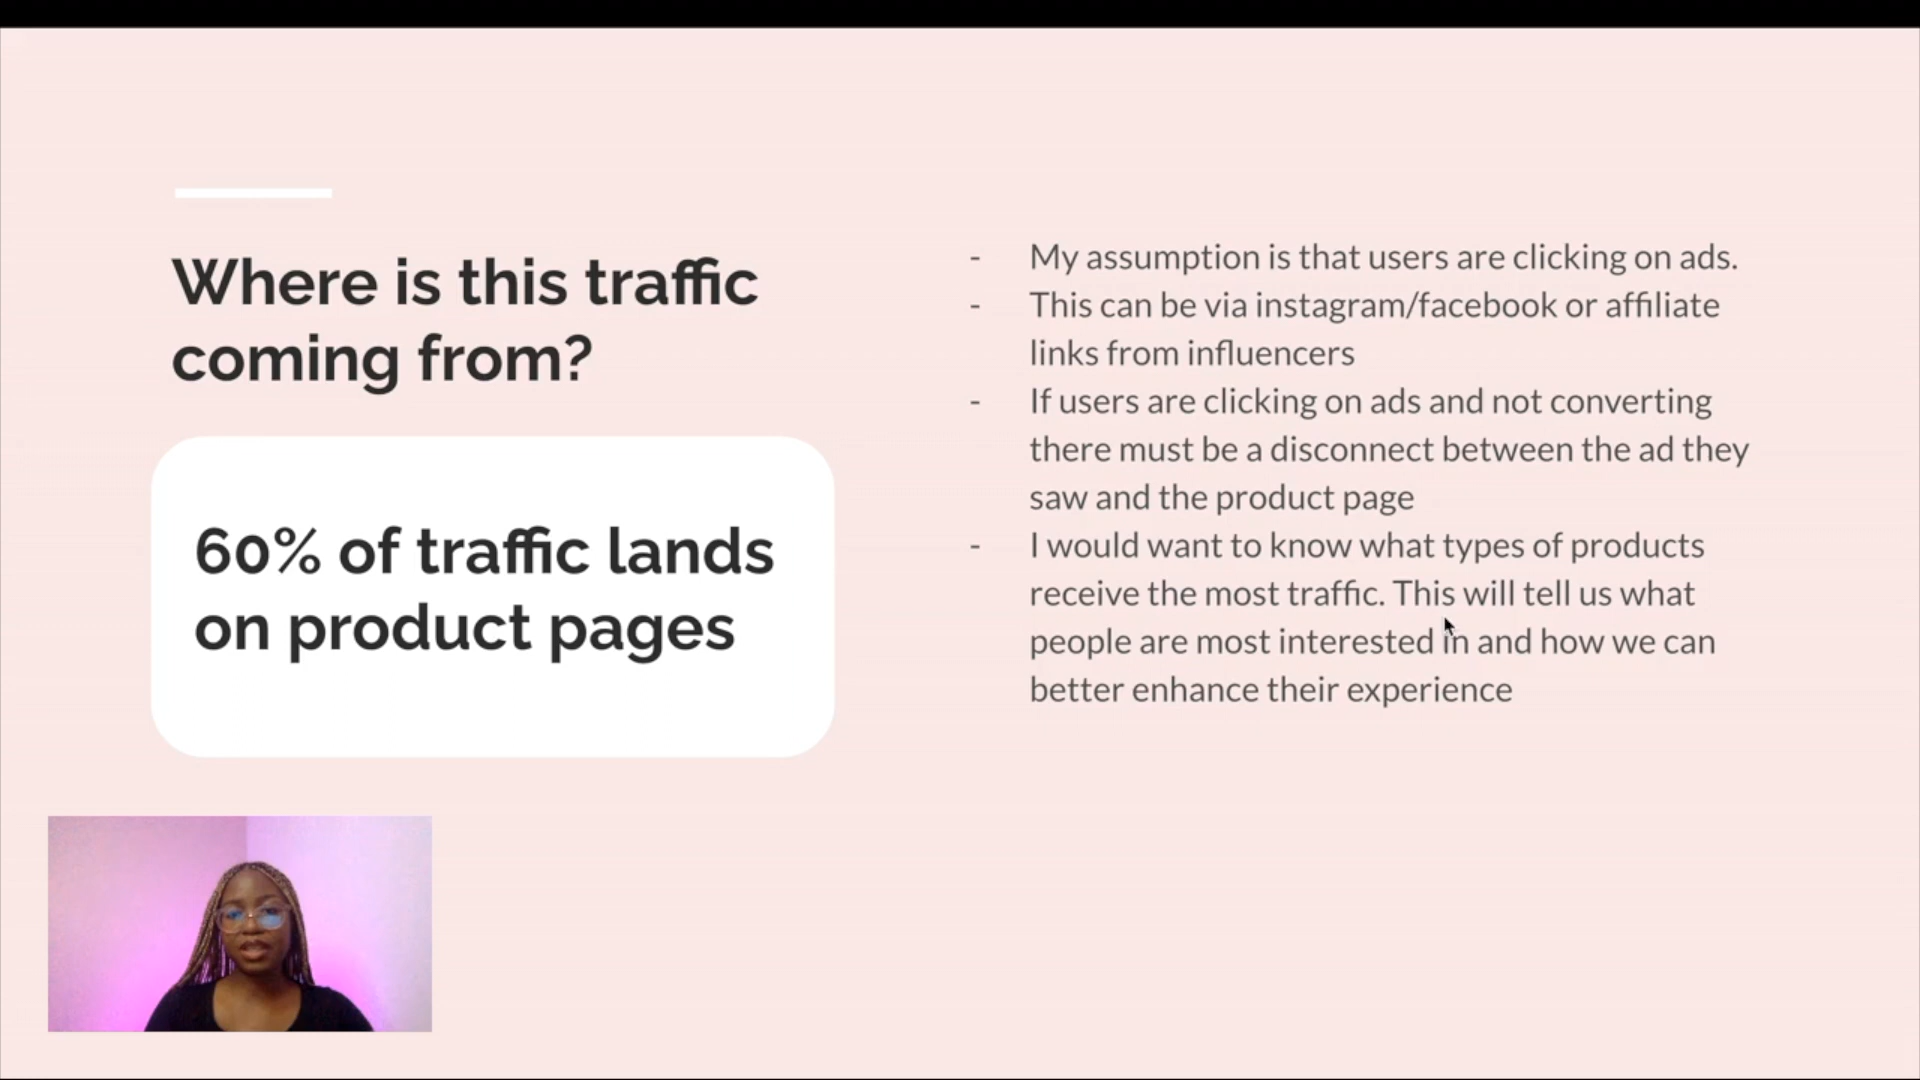 Where is this traffic
coming from?
60% of traffic lands
on product pages
- My assumption is that users are clicking on ads.
- This can be via instagram/facebook or affiliate
links from influencers
- If users are clicking on ads and not converting
there must be a disconnect between the ad they
saw and the product page
- I would want to know what types of products
receive the most traffic. This will tell us what
people are most interested in and how we can
better enhance their experience